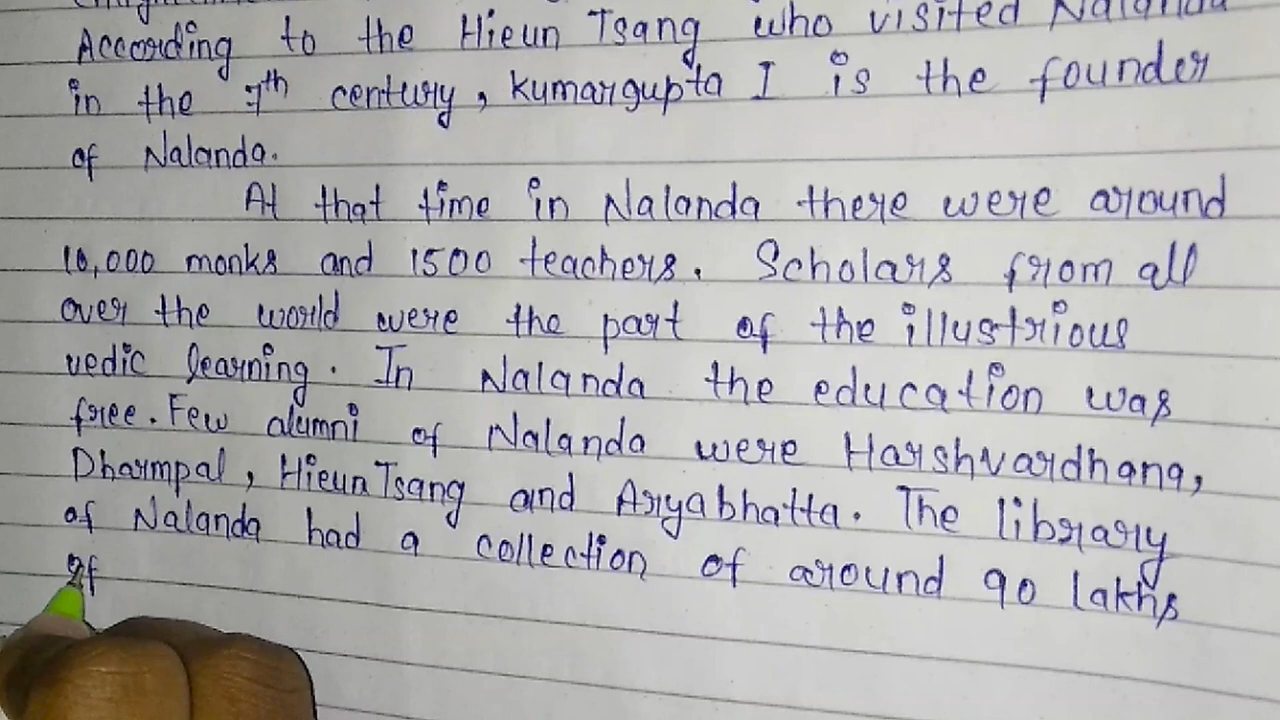 According to the Hieun Tsang who visited Nalanda
in the 7th century, Kumargupta I is the founder
of Nalanda.
At that time in Nalanda there were around
10,000 monks and 1500 teachers. Scholars from all
over the world were the part of the illustrious
vedic learning. In Nalanda the education was
free. Few alumni of Nalanda were Harshvardhana,
Dharmpal, Hieun Tsang and Aryabhatta. The library
of Nalanda had a collection of around 90 lakhs
of